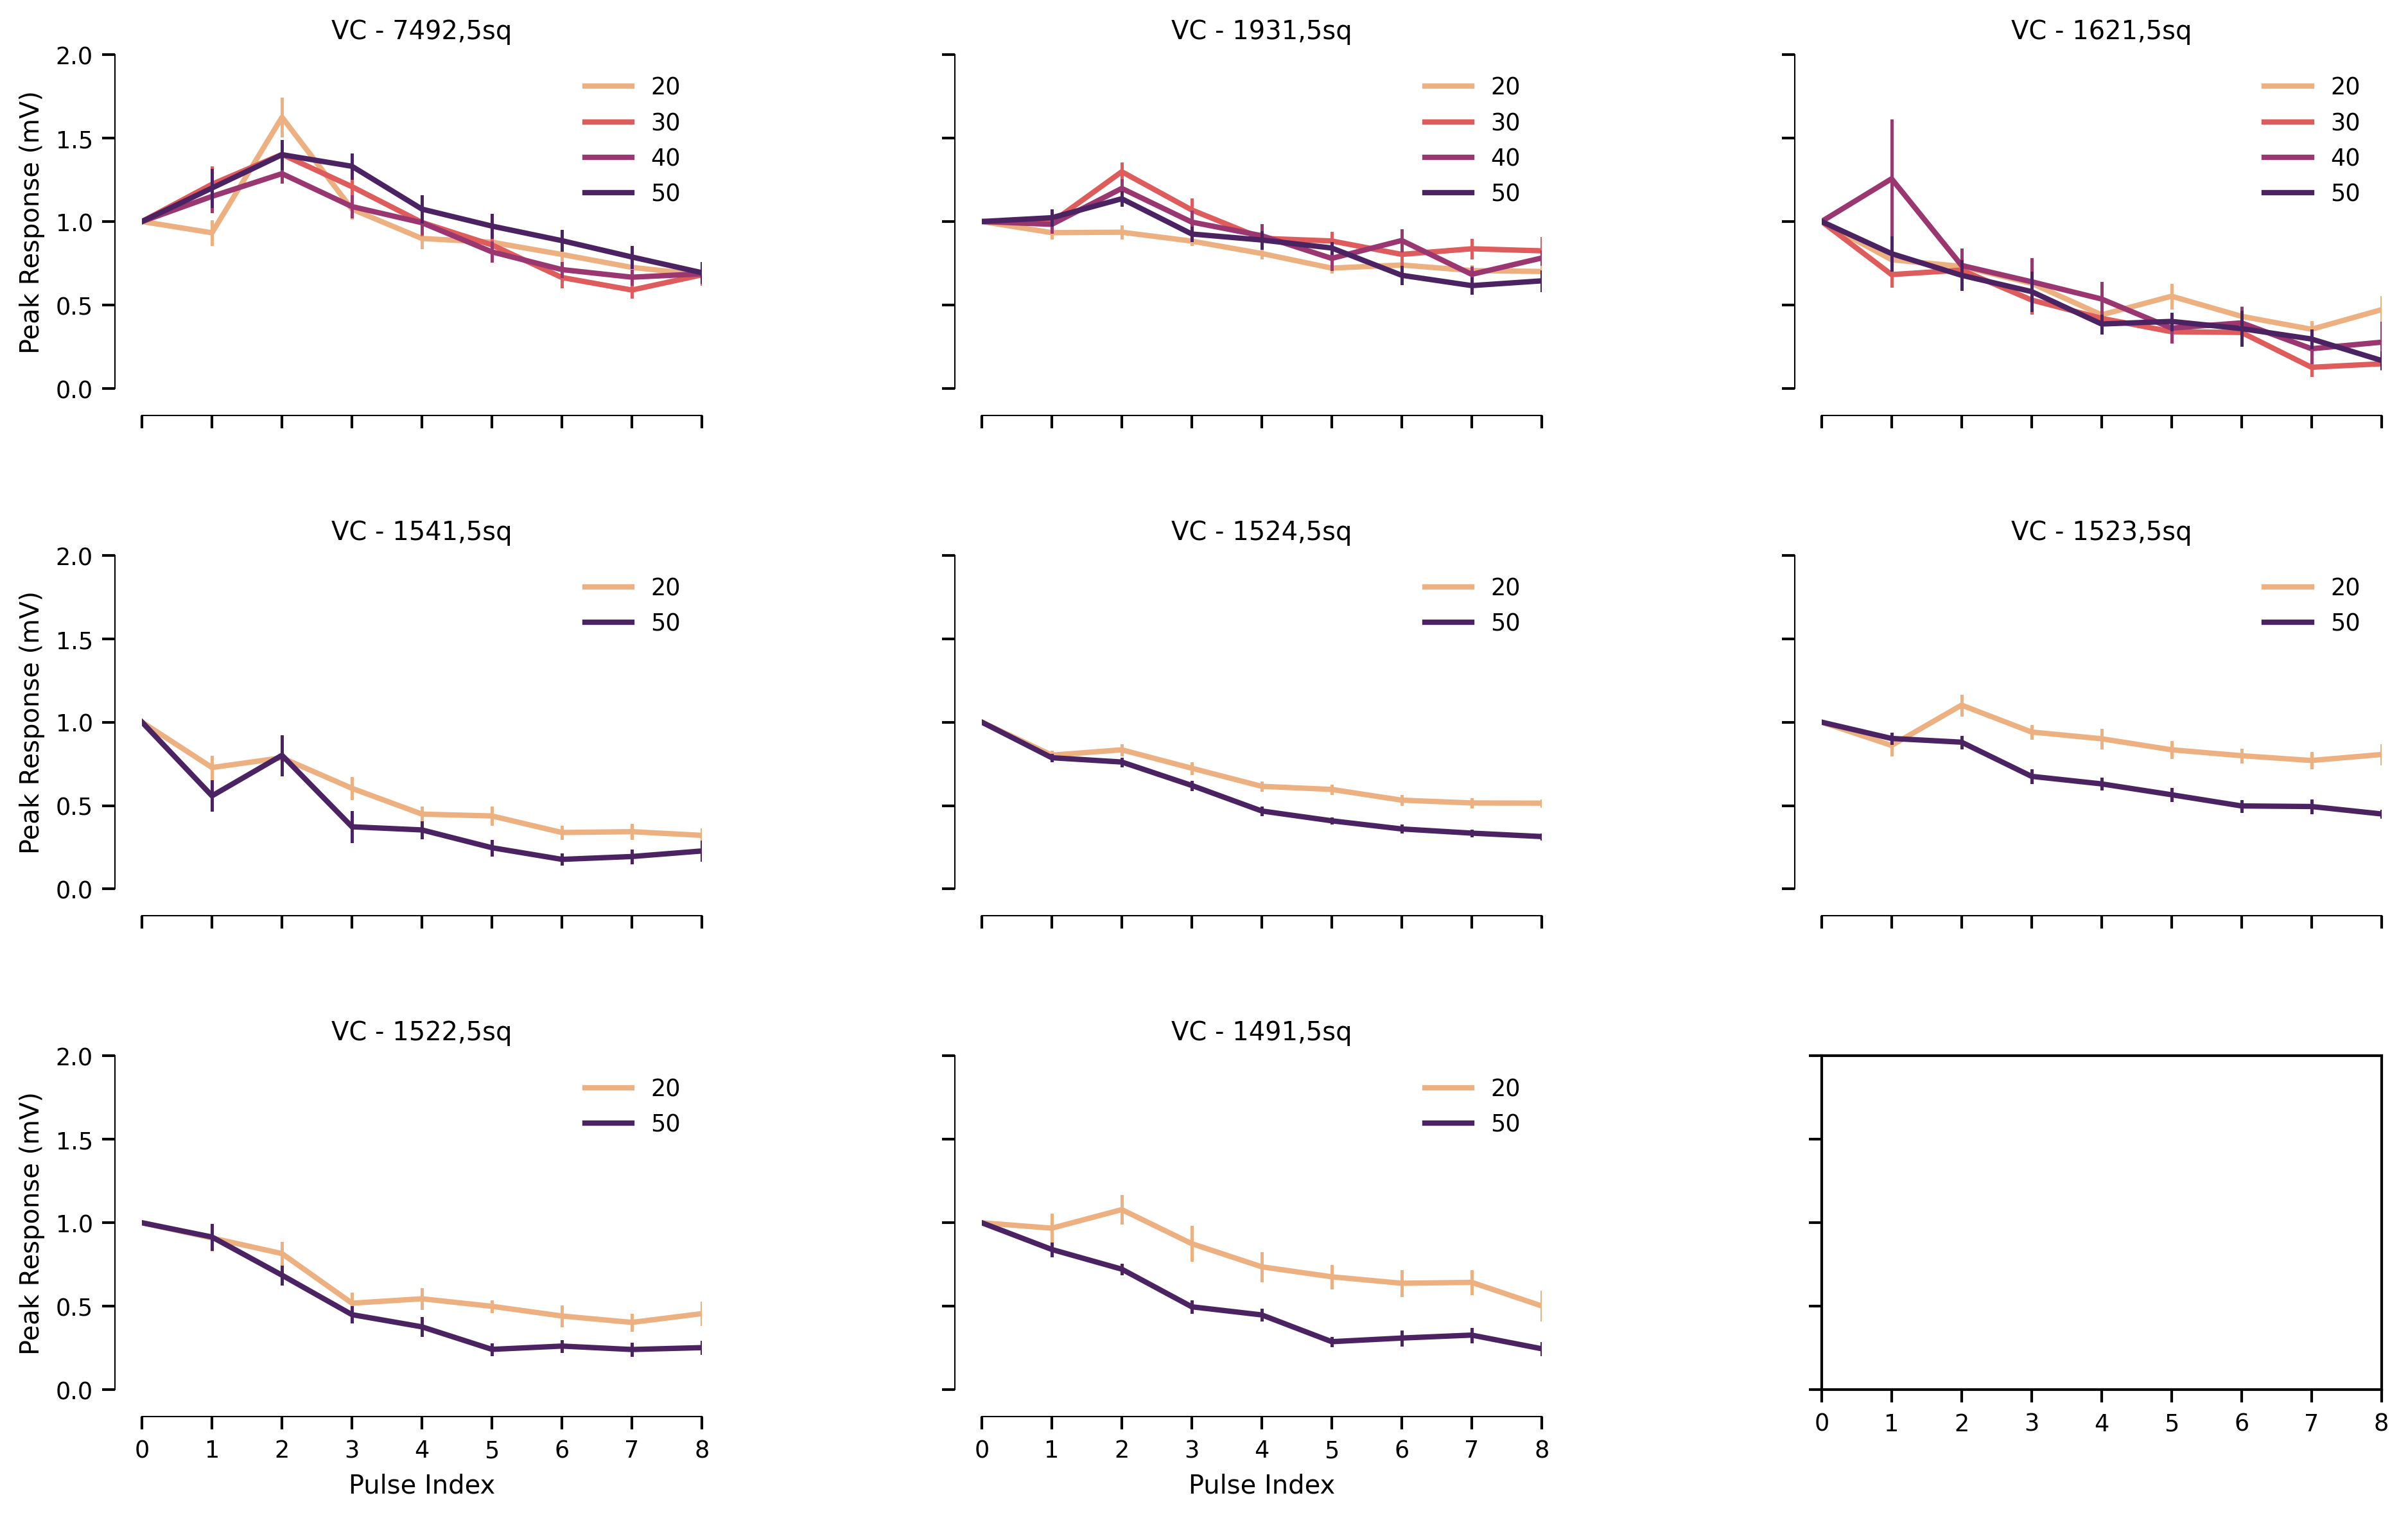 VC - 7492,5sq
VC - 1931,5sq
VC - 1621,5sq
Peak Response (mV)
2.0
1.5
1.0
0.5
0.0
20
30
40
50
20
30
40
50
20
30
40
50
VC - 1541,5sq
VC - 1524,5sq
VC - 1523,5sq
Peak Response (mV)
2.0
1.5
1.0
0.5
0.0
20
50
20
50
20
50
VC - 1522,5sq
VC - 1491,5sq
Peak Response (mV)
2.0
1.5
1.0
0.5
0.0
20
50
20
50
0 1 2 3 4 5 6 7 8
Pulse Index
0 1 2 3 4 5 6 7 8
Pulse Index
0 1 2 3 4 5 6 7 8